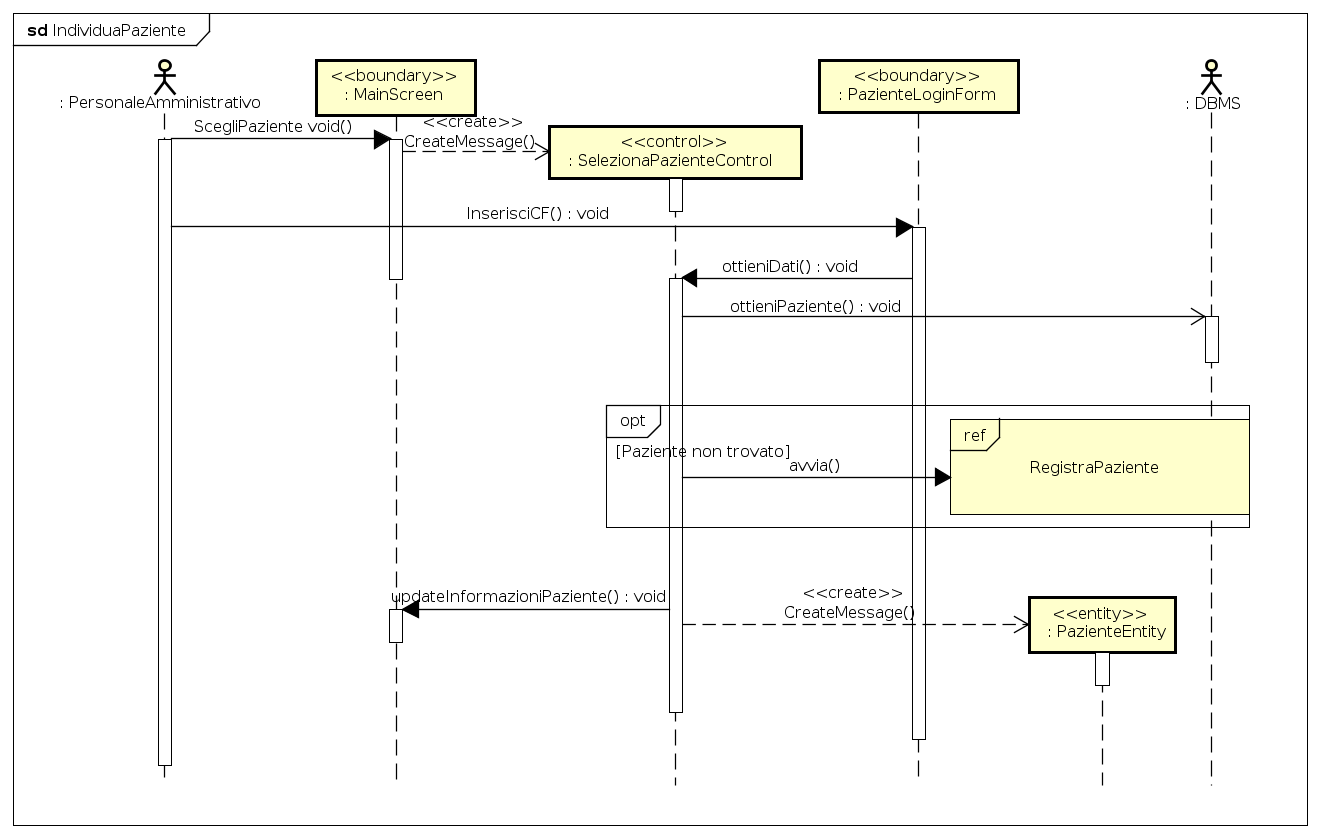 sd IndividuaPaziente
: PersonaleAmministrativo
<<boundary>>
: MainScreen
<<boundary>>
: PazienteLoginForm
: DBMS
ScegliPaziente void()
<<create>>
CreateMessage()
<<control>>
: SelezionaPazienteControl
InserisciCF() : void
ottieniDati() : void
ottieniPaziente() : void
opt
ref
[Paziente non trovato]
avvia()
RegistraPaziente
updateInformazioniPaziente() : void
<<create>>
CreateMessage()
<<entity>>
: PazienteEntity